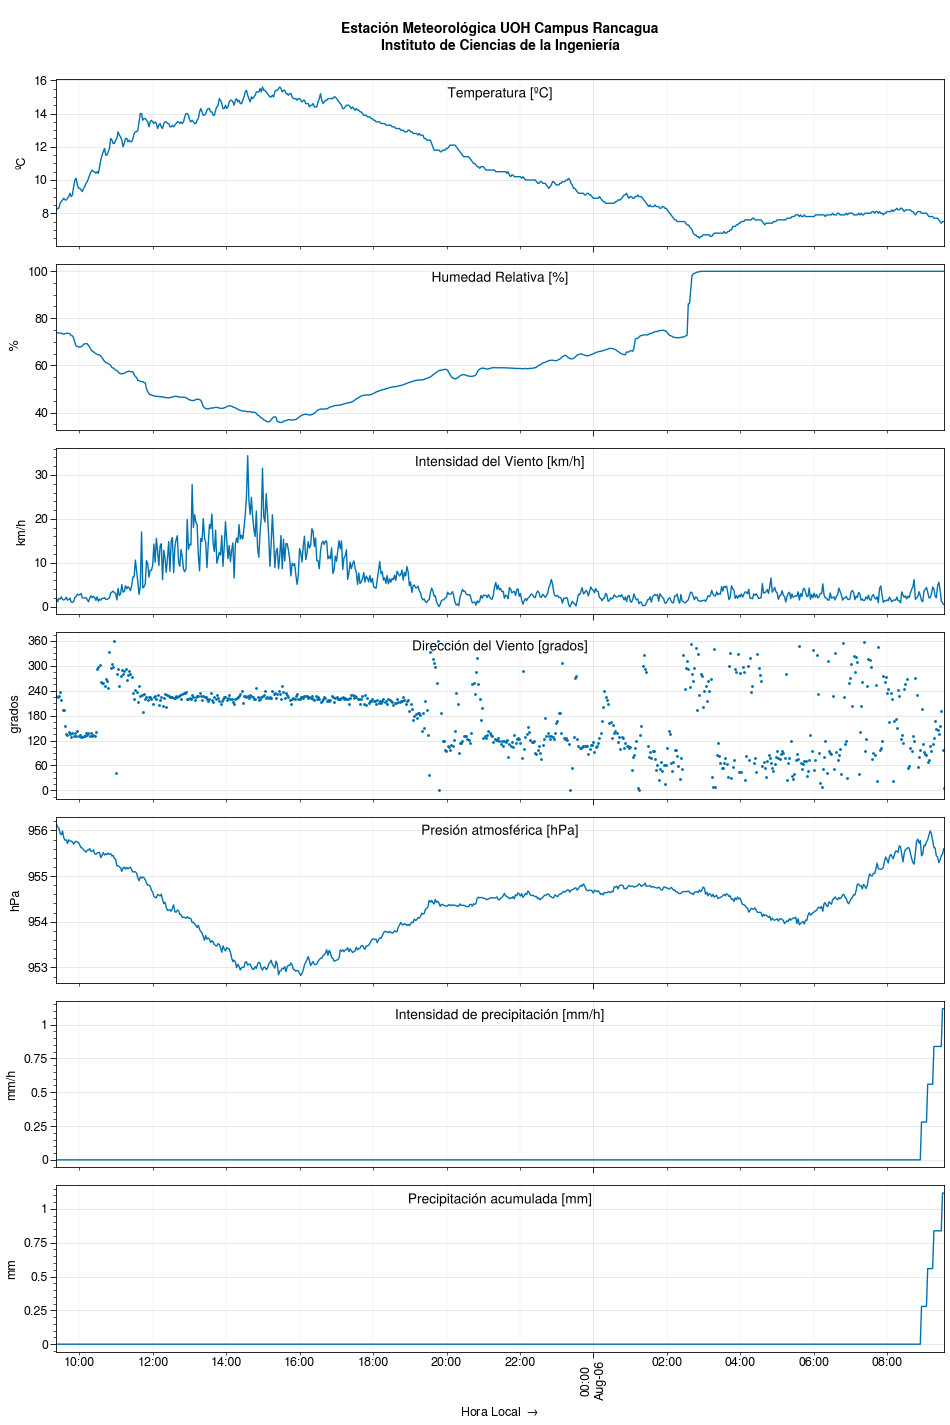 Estación Meteorológica UOH Campus Rancagua
Instituto de Ciencias de la Ingeniería
Temperatura [ºC]
ºC
16
14
12
10
8
Humedad Relativa [%]
%
100
80
60
40
Intensidad del Viento [km/h]
km/h
30
20
10
0
Dirección del Viento [grados]
grados
360
300
240
180
120
60
0
Presión atmosférica [hPa]
hPa
956
955
954
953
Intensidad de precipitación [mm/h]
mm/h
1
0.75
0.5
0.25
0
Precipitación acumulada [mm]
mm
1
0.75
0.5
0.25
0
10:00 12:00 14:00 16:00 18:00 20:00 22:00 00:00 02:00 04:00 06:00 08:00
Aug-06
Hora Local →